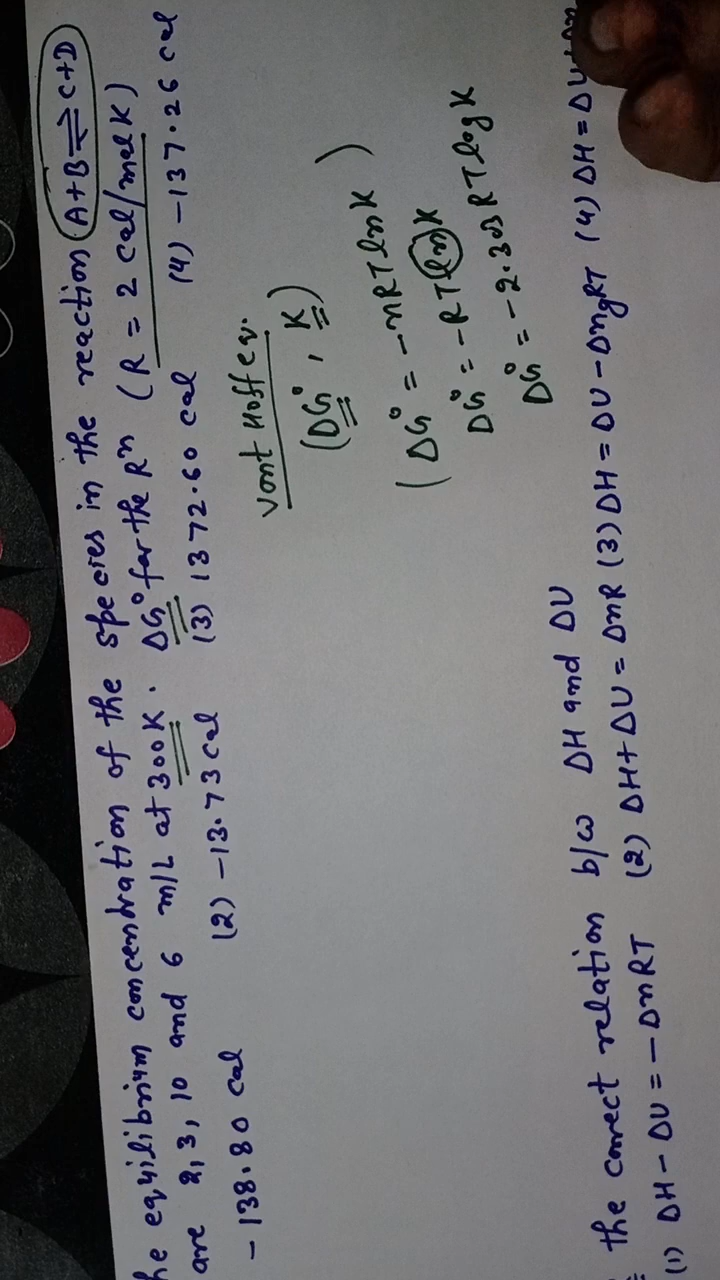 he equilibrium concentration of the species in the reaction A+B⇌C+D
are 2,3, 10 and 6 m/L at 300K. ΔG° for the Rn (R = 2 cal/mol K)
-138.80 cal (2) -13.73 cal (3) 1372.60 cal (4) -137.26 cal
vant Hoff eq.
(ΔG°, K)
( ΔG° = -nRT lnK )
ΔG° = -RT lnK
ΔG° = -2.303 RT log K
the correct relation b/w ΔH and ΔU
(1) ΔH - ΔU = -ΔnRT (2) ΔH+ΔU = ΔnR (3) ΔH = ΔU - ΔngRT (4) ΔH = ΔU+Δn